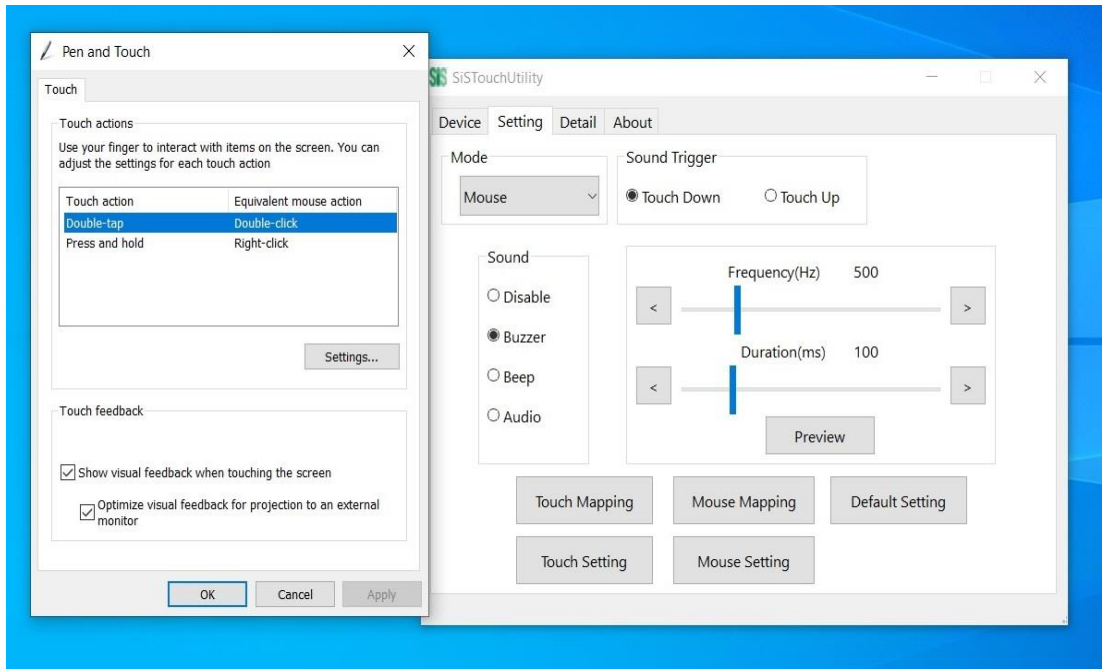 Pen and Touch
Touch
Touch actions
Use your finger to interact with items on the screen. You can
adjust the settings for each touch action
Touch action Equivalent mouse action
Double-tap Double-click
Press and hold Right-click
Settings...
Touch feedback
Show visual feedback when touching the screen
Optimize visual feedback for projection to an external
monitor
OK Cancel Apply
SiS SiSTouchUtility
Device Setting Detail About
Mode
Mouse
Sound Trigger
Touch Down Touch Up
Sound
Disable
Buzzer
Beep
Audio
Frequency(Hz) 500
< >
Duration(ms) 100
< >
Preview
Touch Mapping Mouse Mapping Default Setting
Touch Setting Mouse Setting